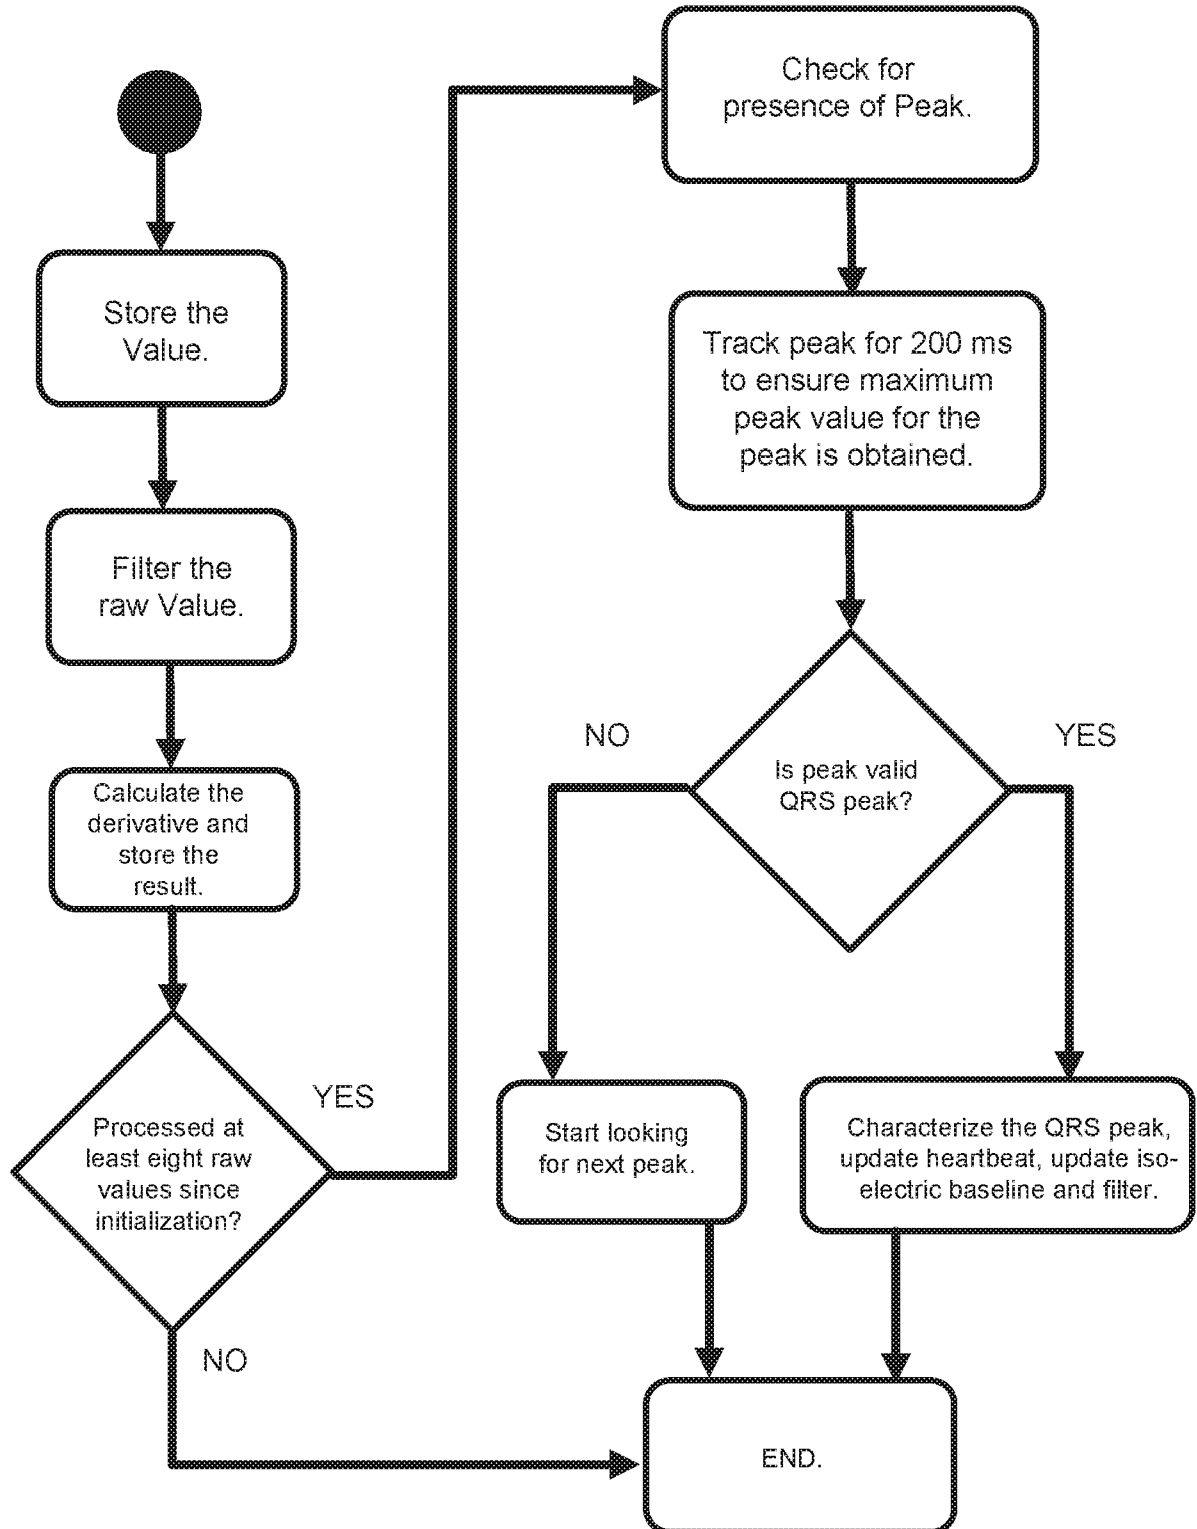 Store the
Value.
Filter the
raw Value.
Calculate the
derivative and
store the
result.
Processed at
least eight raw
values since
initialization?
YES
NO
Check for
presence of Peak.
Track peak for 200 ms
to ensure maximum
peak value for the
peak is obtained.
Is peak valid
QRS peak?
NO
YES
Start looking
for next peak.
Characterize the QRS peak,
update heartbeat, update iso-
electric baseline and filter.
END.